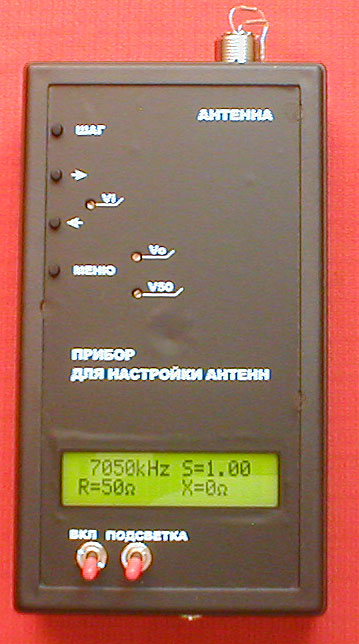 АНТЕННА
ШАГ
→
Vi
←
Vo
МЕНЮ
V50
ПРИБОР
ДЛЯ НАСТРОЙКИ АНТЕНН
7050kHz S=1.00
R=50Ω X=0Ω
ВКЛ ПОДСВЕТКА